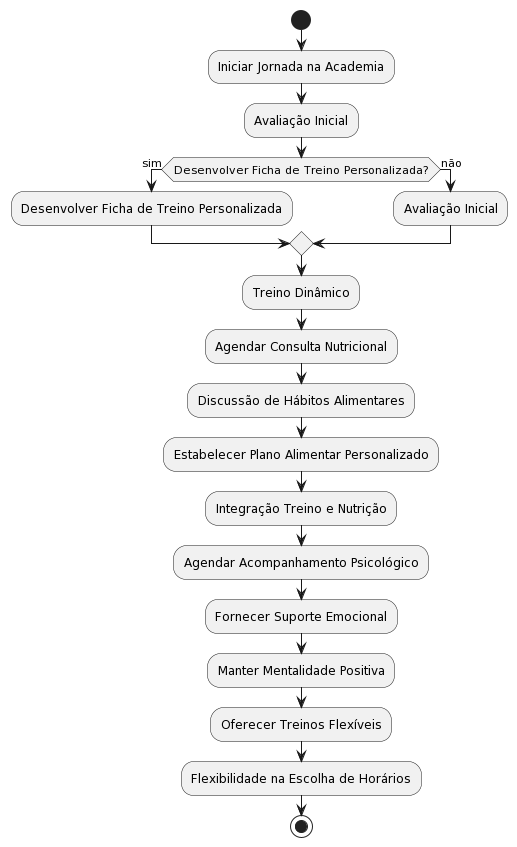 Iniciar Jornada na Academia
Avaliação Inicial
Desenvolver Ficha de Treino Personalizada?
sim
não
Desenvolver Ficha de Treino Personalizada
Avaliação Inicial
Treino Dinâmico
Agendar Consulta Nutricional
Discussão de Hábitos Alimentares
Estabelecer Plano Alimentar Personalizado
Integração Treino e Nutrição
Agendar Acompanhamento Psicológico
Fornecer Suporte Emocional
Manter Mentalidade Positiva
Oferecer Treinos Flexíveis
Flexibilidade na Escolha de Horários